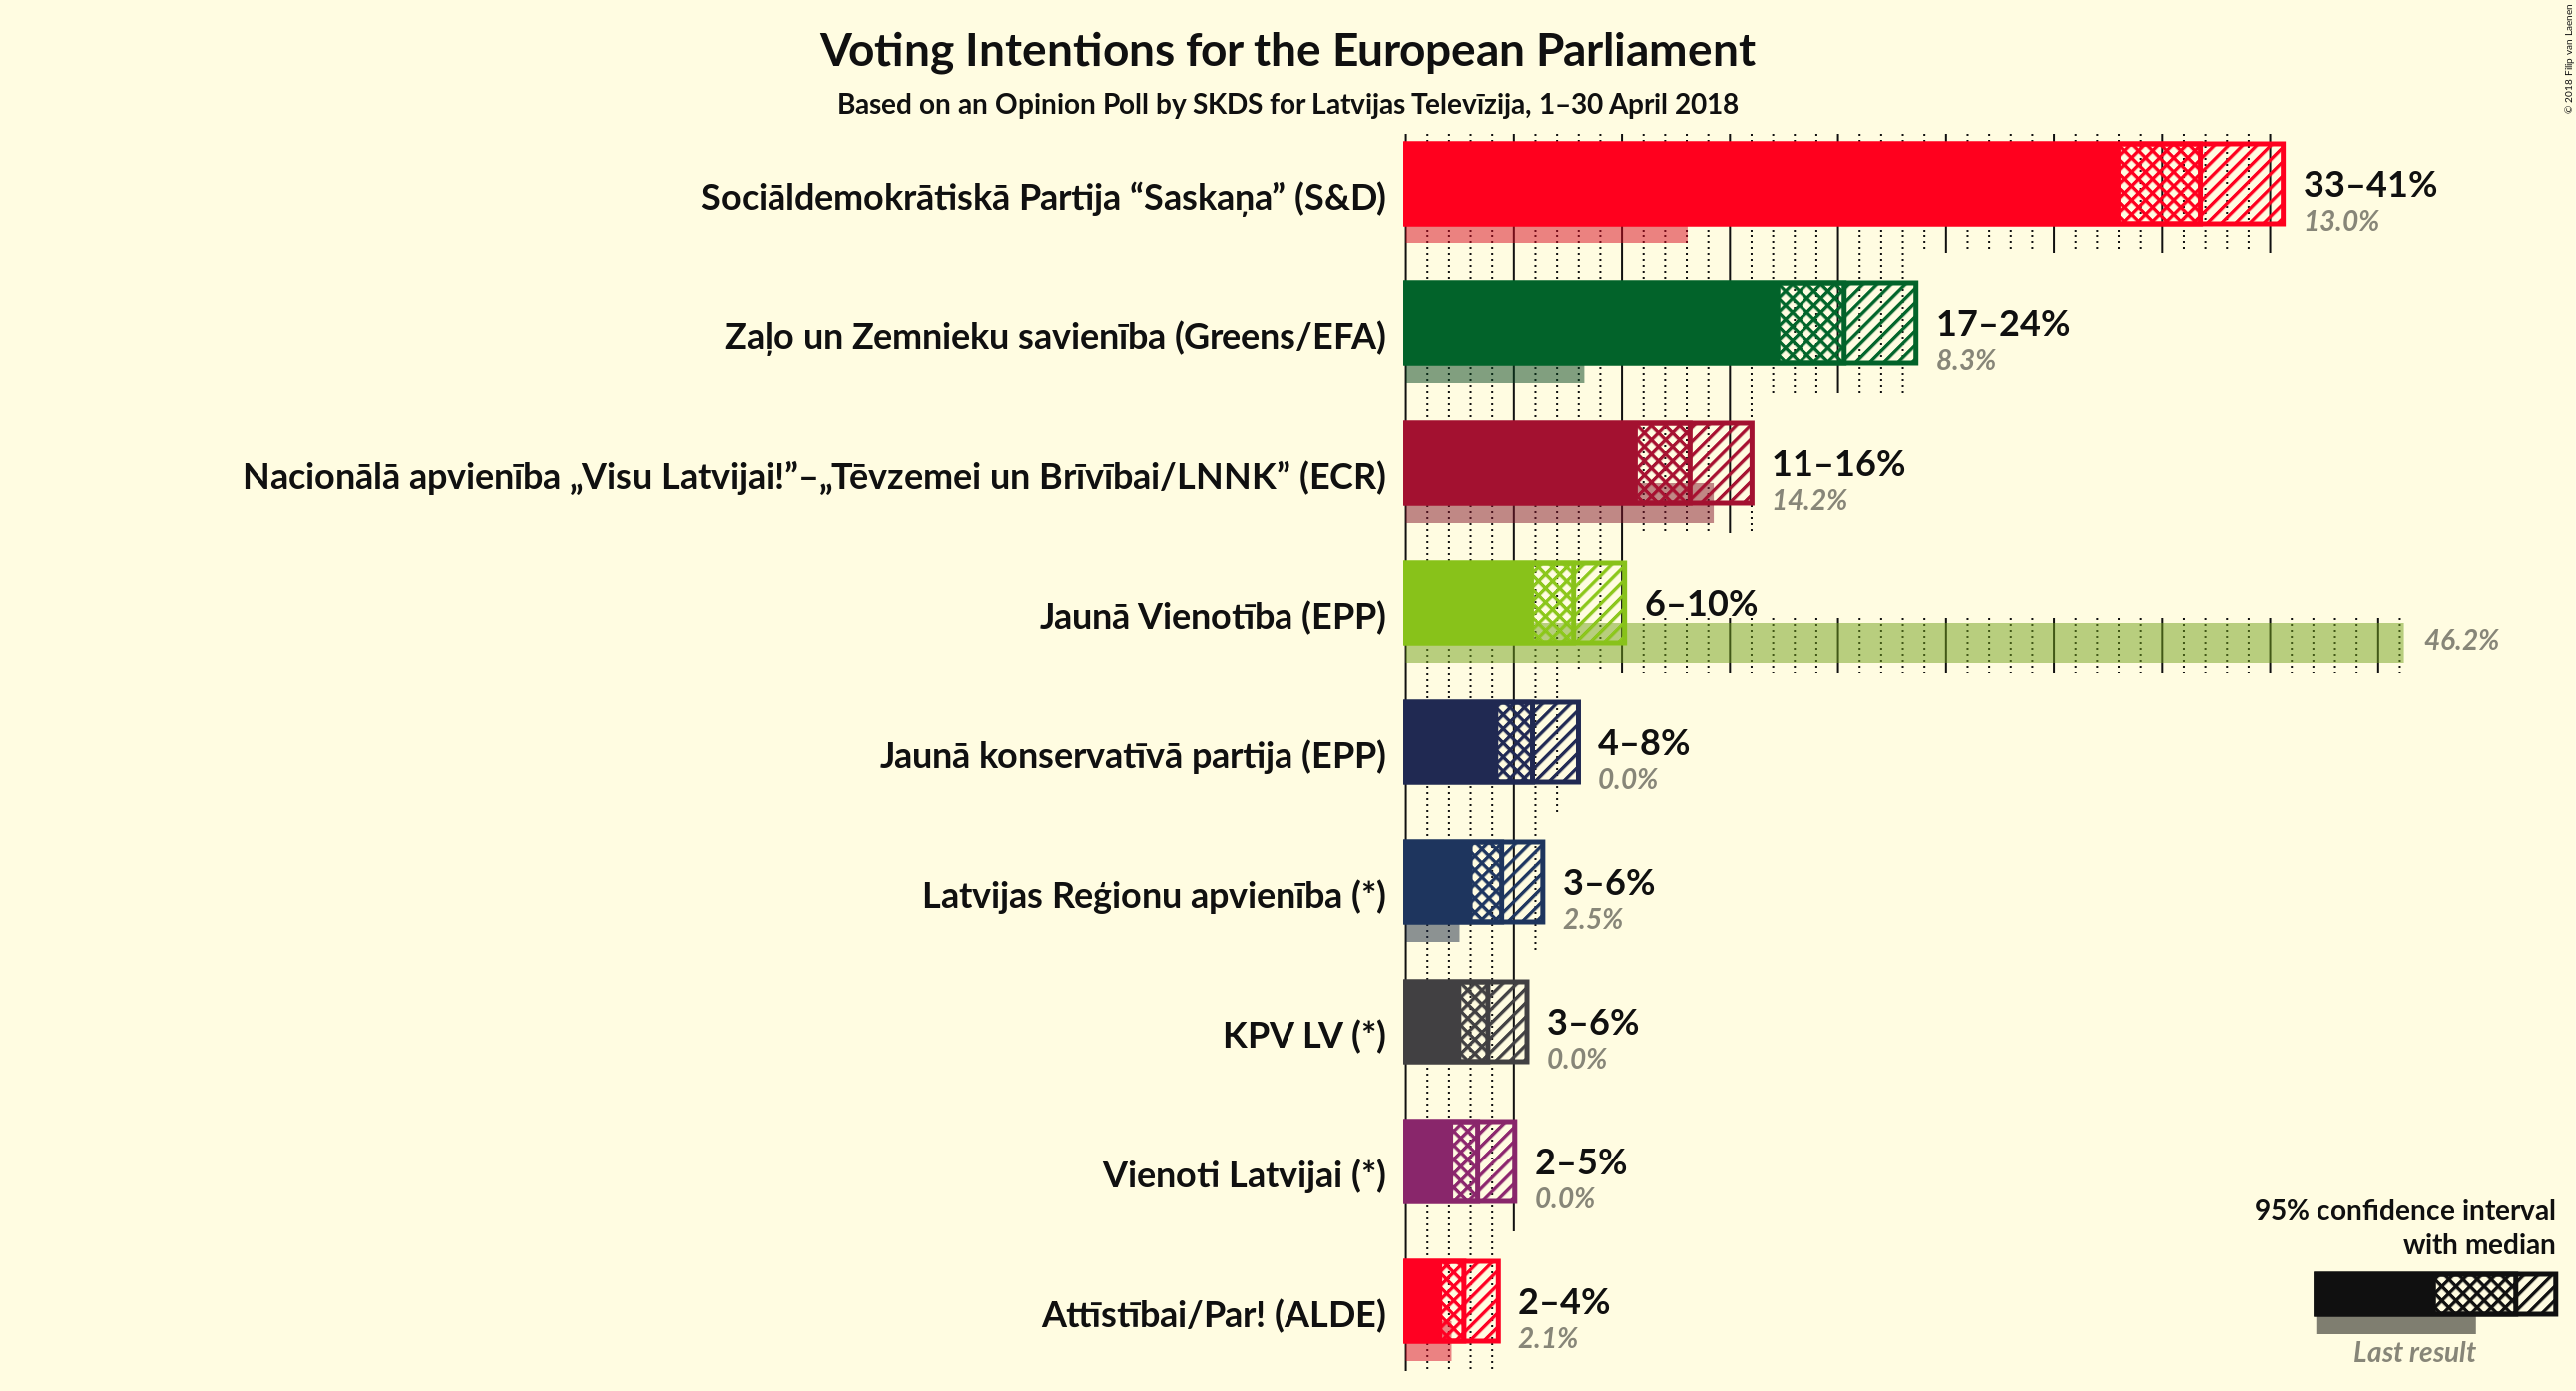 Voting Intentions for the European Parliament
Based on an Opinion Poll by SKDS for Latvijas Televīzija, 1–30 April 2018
© 2018 Filip van Laenen
Sociāldemokrātiskā Partija “Saskaņa” (S&D)
33–41%
13.0%
Zaļo un Zemnieku savienība (Greens/EFA)
17–24%
8.3%
Nacionālā apvienība „Visu Latvijai!”–„Tēvzemei un Brīvībai/LNNK” (ECR)
11–16%
14.2%
Jaunā Vienotība (EPP)
6–10%
46.2%
Jaunā konservatīvā partija (EPP)
4–8%
0.0%
Latvijas Reģionu apvienība (*)
3–6%
2.5%
KPV LV (*)
3–6%
0.0%
Vienoti Latvijai (*)
2–5%
0.0%
Attīstībai/Par! (ALDE)
2–4%
2.1%
95% confidence interval
with median
Last result